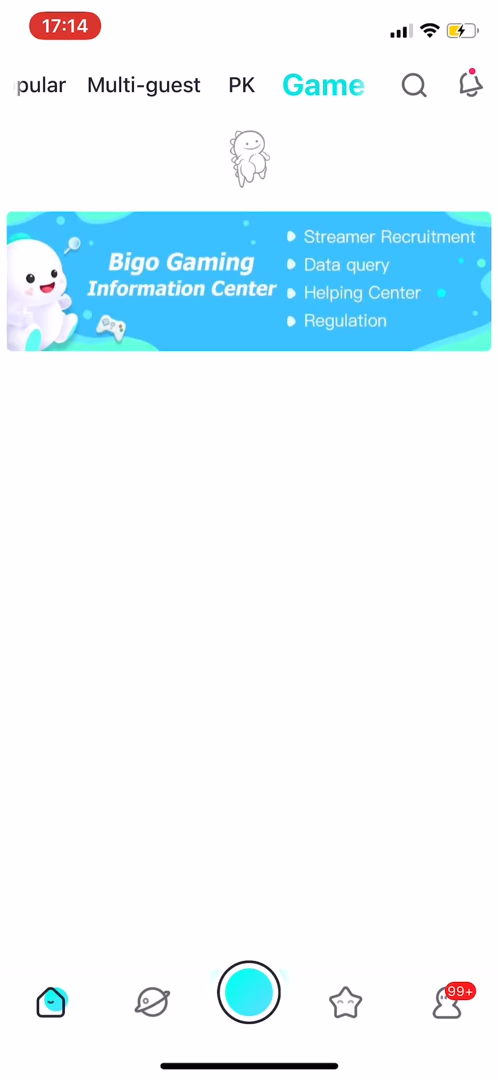 17:14
pular Multi-guest PK Game
Bigo Gaming
Information Center
Streamer Recruitment
Data query
Helping Center
Regulation
99+